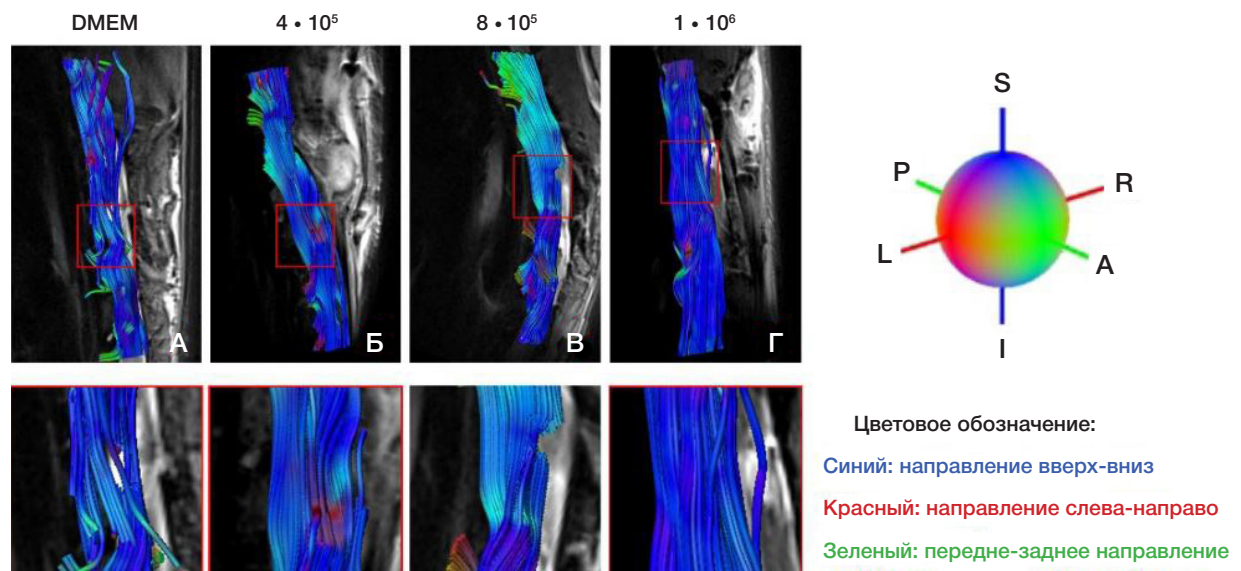 DMEM
4 • 10⁵
8 • 10⁵
1 • 10⁶
А
Б
В
Г
S
P
R
L
A
I
Цветовое обозначение:
Синий: направление вверх-вниз
Красный: направление слева-направо
Зеленый: передне-заднее направление